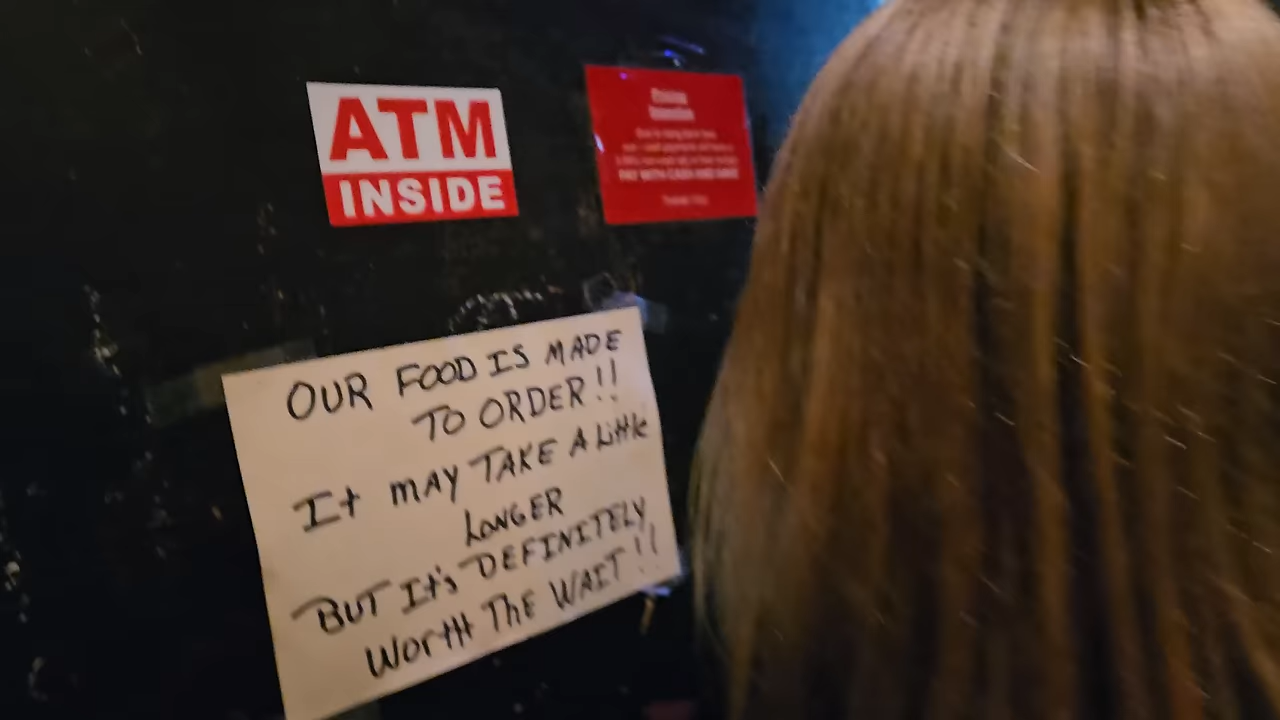 ATM
INSIDE
PAY WITH CASH AND SAVE
OUR FOOD IS MADE
TO ORDER!!
It MAY TAKE A Little
LONGER
BUT It's DEFINITELY
WORTH THE WAIT!!